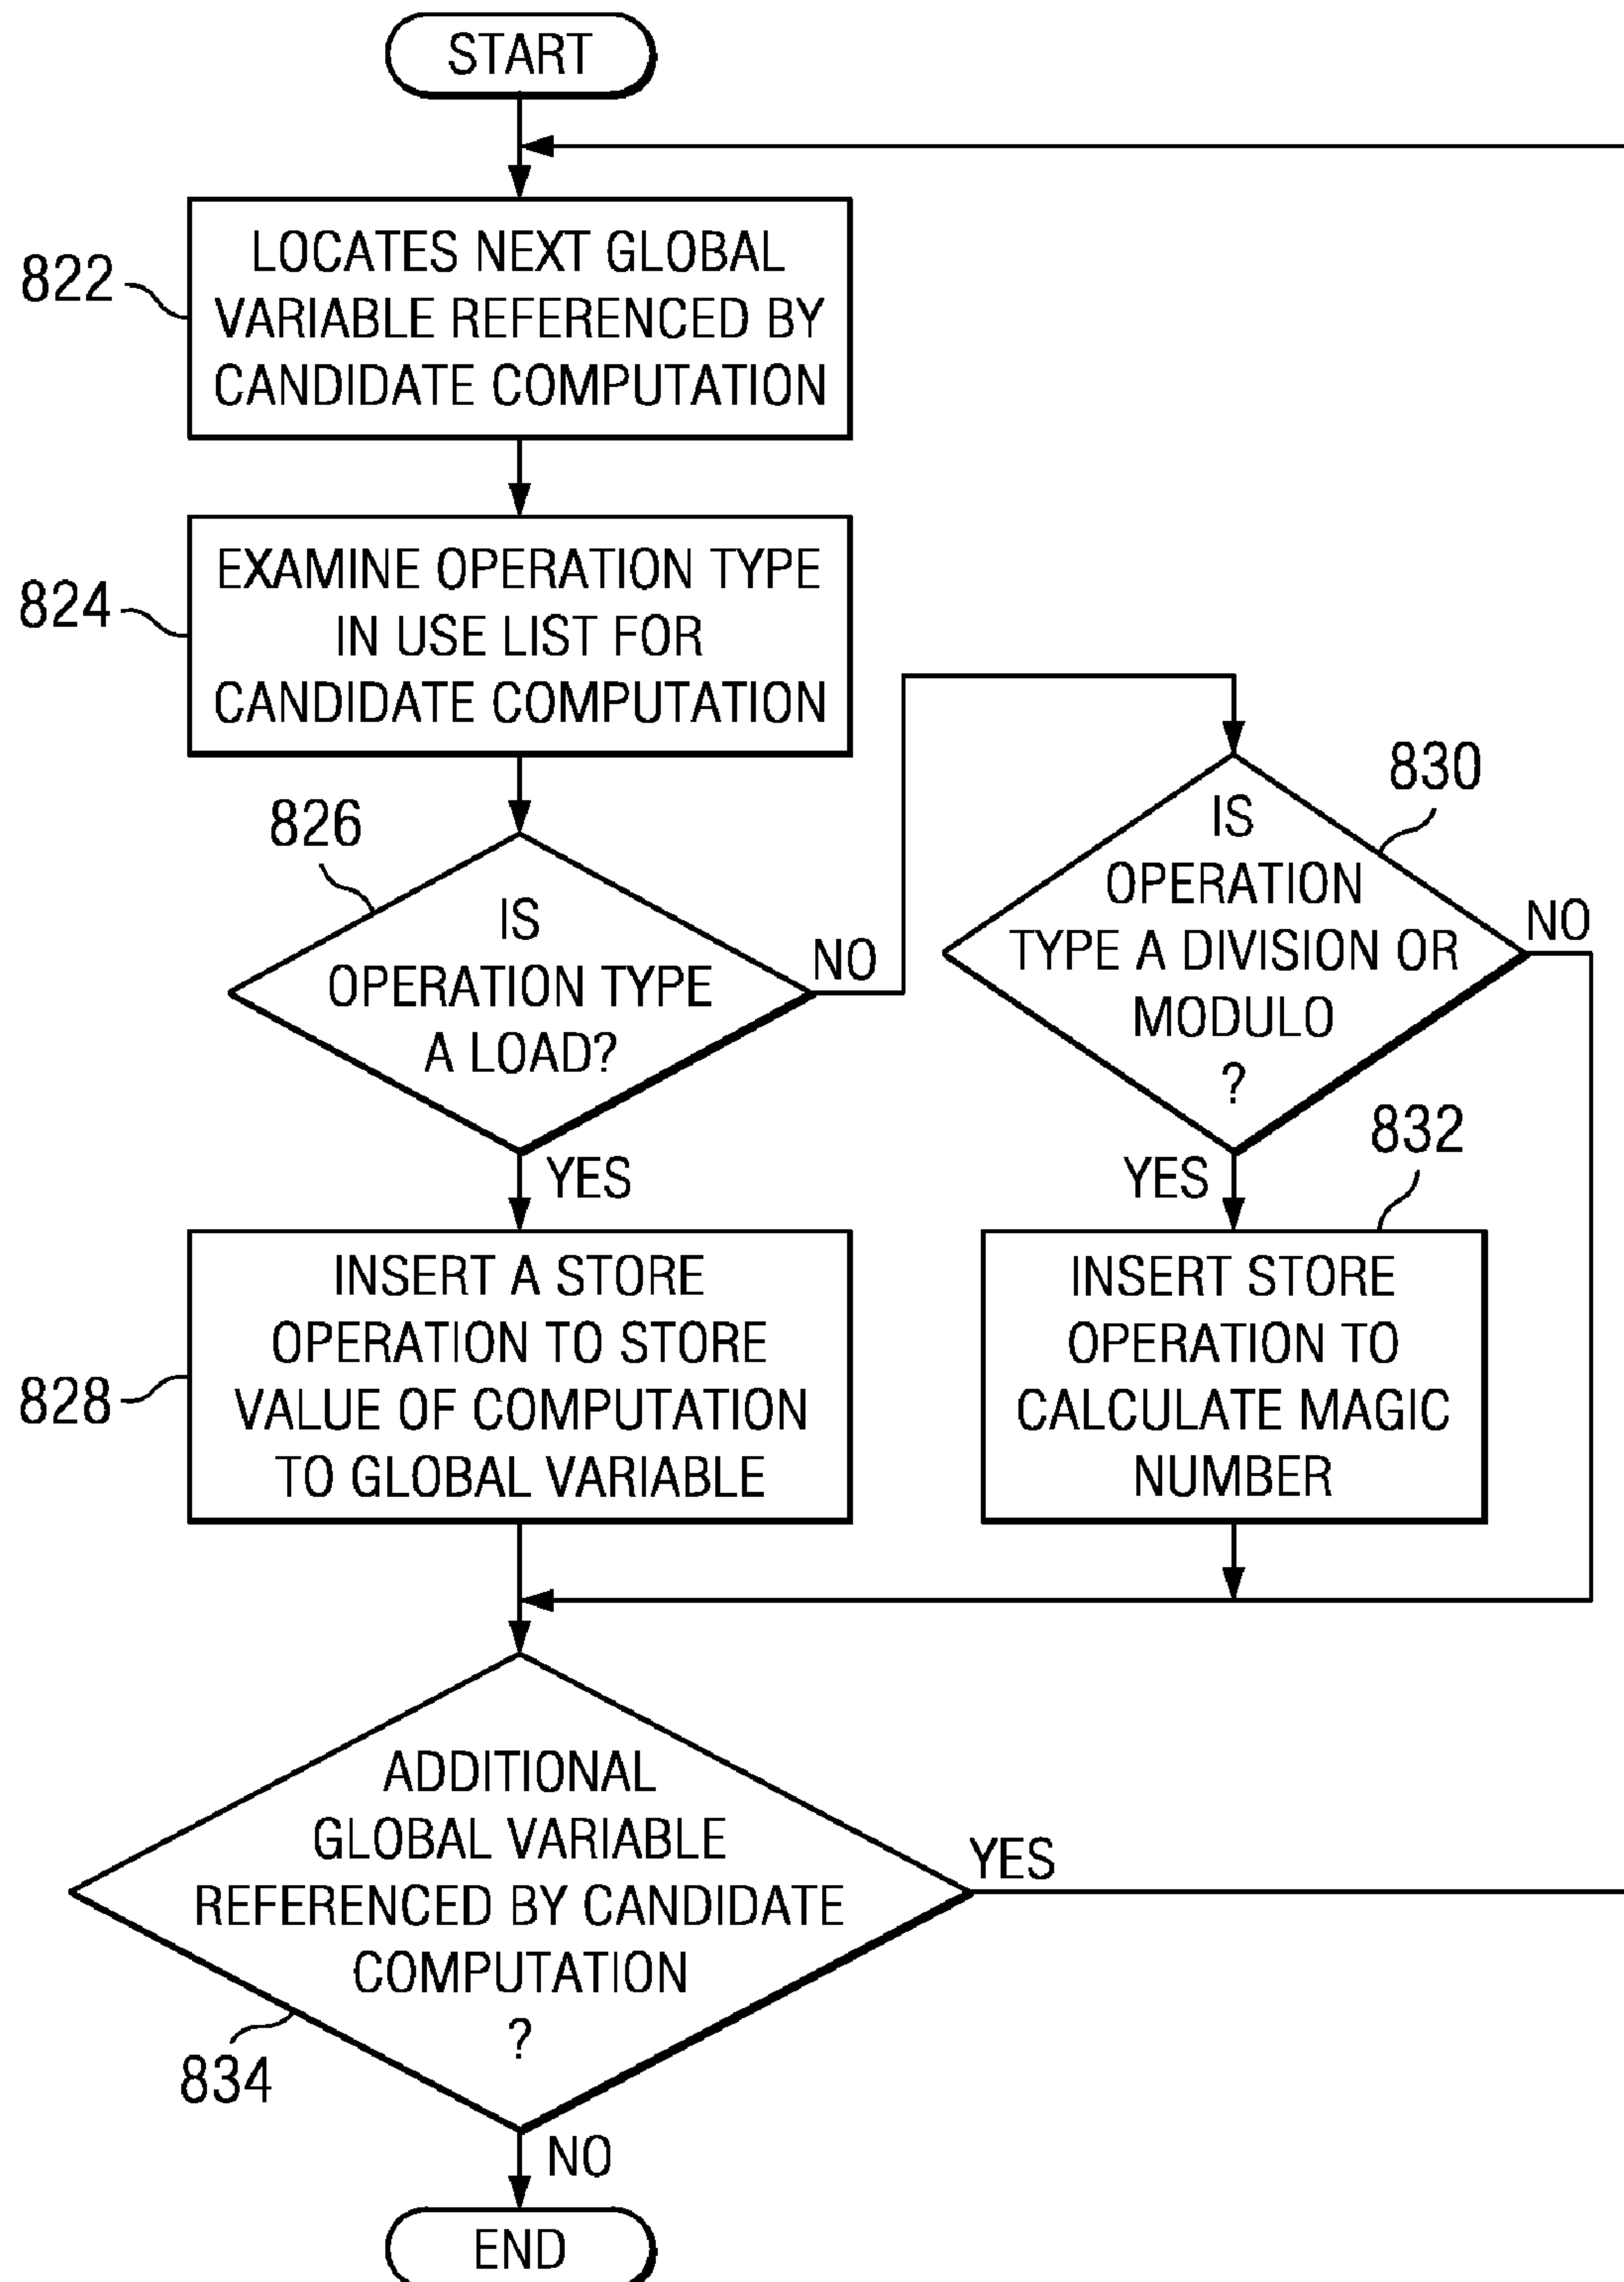 START
822
LOCATES NEXT GLOBAL
VARIABLE REFERENCED BY
CANDIDATE COMPUTATION
824
EXAMINE OPERATION TYPE
IN USE LIST FOR
CANDIDATE COMPUTATION
826
IS
OPERATION TYPE
A LOAD?
NO
YES
830
IS
OPERATION
TYPE A DIVISION OR
MODULO
?
NO
YES
828
INSERT A STORE
OPERATION TO STORE
VALUE OF COMPUTATION
TO GLOBAL VARIABLE
832
INSERT STORE
OPERATION TO
CALCULATE MAGIC
NUMBER
ADDITIONAL
GLOBAL VARIABLE
REFERENCED BY CANDIDATE
COMPUTATION
?
YES
834
NO
END